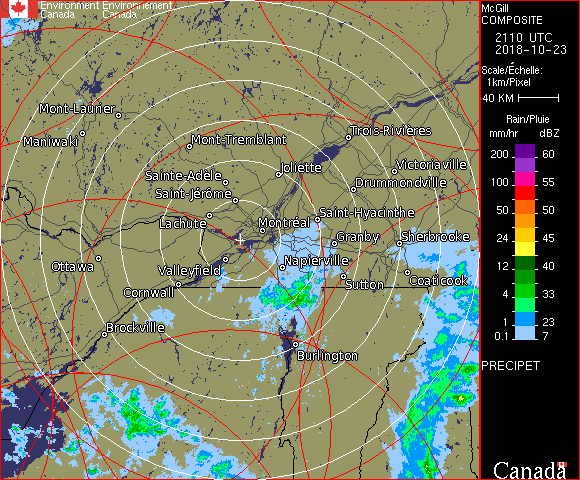 Environment Environnement
Canada Canada
McGill
COMPOSITE
2110 UTC
2018-10-23
Scale/Échelle:
1km/Pixel
40 KM
Rain/Pluie
mm/hr dBZ
200 60
100 55
50 50
24 45
12 40
4 33
1 23
0.1 7
PRECIPET
Canada
Mont-Laurier
Maniwaki
Mont-Tremblant
Trois-Rivières
Joliette
Victoriaville
Sainte-Adèle
Drummondville
Saint-Jérôme
Saint-Hyacinthe
Lachute
Montréal
Granby
Sherbrooke
Ottawa
Valleyfield
Napierville
Cornwall
Sutton
Coaticook
Brockville
Burlington